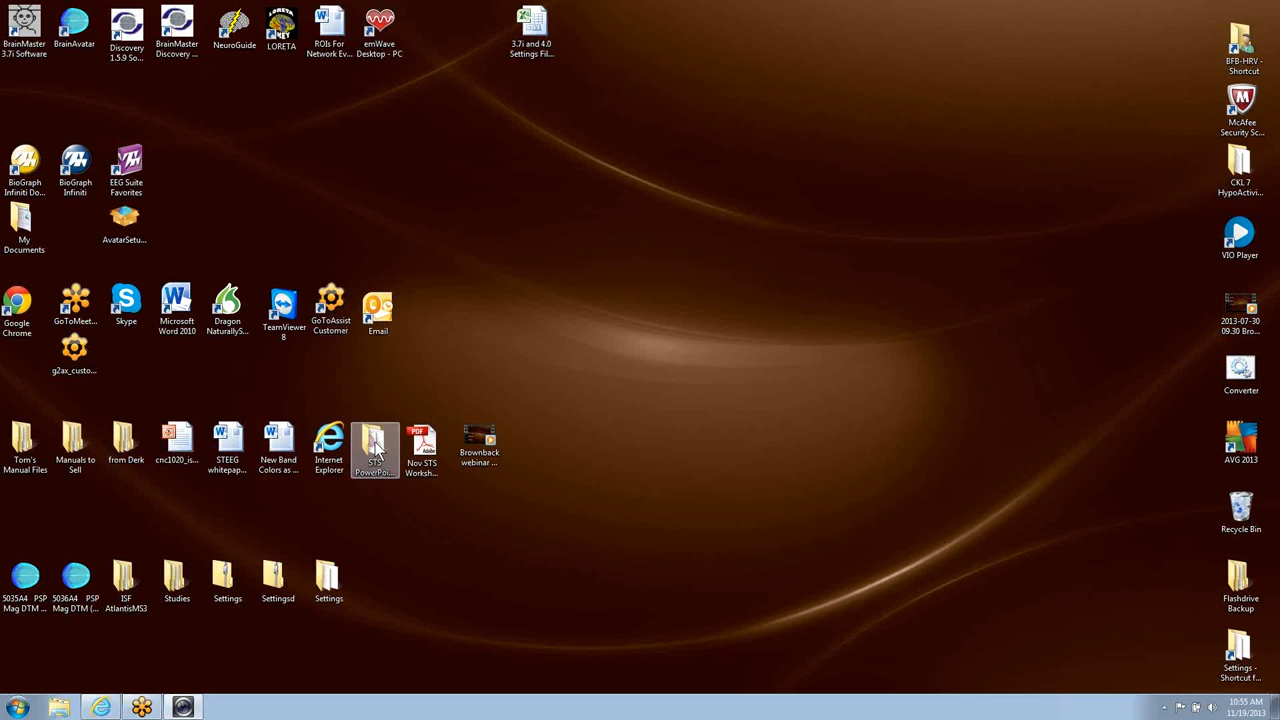 BrainMaster
3.7i Software
BrainAvatar
Discovery
1.5.9 So...
BrainMaster
Discovery ...
NeuroGuide
LORETA
ROIs For
Network Ev...
emWave
Desktop - PC
3.7i and 4.0
Settings Fil...
BFB-HRV -
Shortcut
McAfee
Security Sc...
BioGraph
Infiniti Do...
BioGraph
Infiniti
EEG Suite
Favorites
CKL 7
HypoActivi...
My
Documents
AvatarSetu...
VIO Player
Google
Chrome
GoToMeet...
Skype
Microsoft
Word 2010
Dragon
NaturallyS...
TeamViewer
8
GoToAssist
Customer
Email
2013-07-30
09.30 Bro...
g2ax_custo...
Converter
Tom's
Manual Files
Manuals to
Sell
from Derk
cnc1020_is...
STEEG
whitepap...
New Band
Colors as ...
Internet
Explorer
STS
PowerPoi...
PDF
Adobe
Nov STS
Worksh...
Brownback
webinar ...
AVG 2013
Recycle Bin
5035A4 PSP
Mag DTM ...
5036A4 PSP
Mag DTM (...
ISF
AtlantisMS3
Studies
Settings
Settingsd
Settings
Flashdrive
Backup
Settings -
Shortcut f...
10:55 AM
11/19/2013